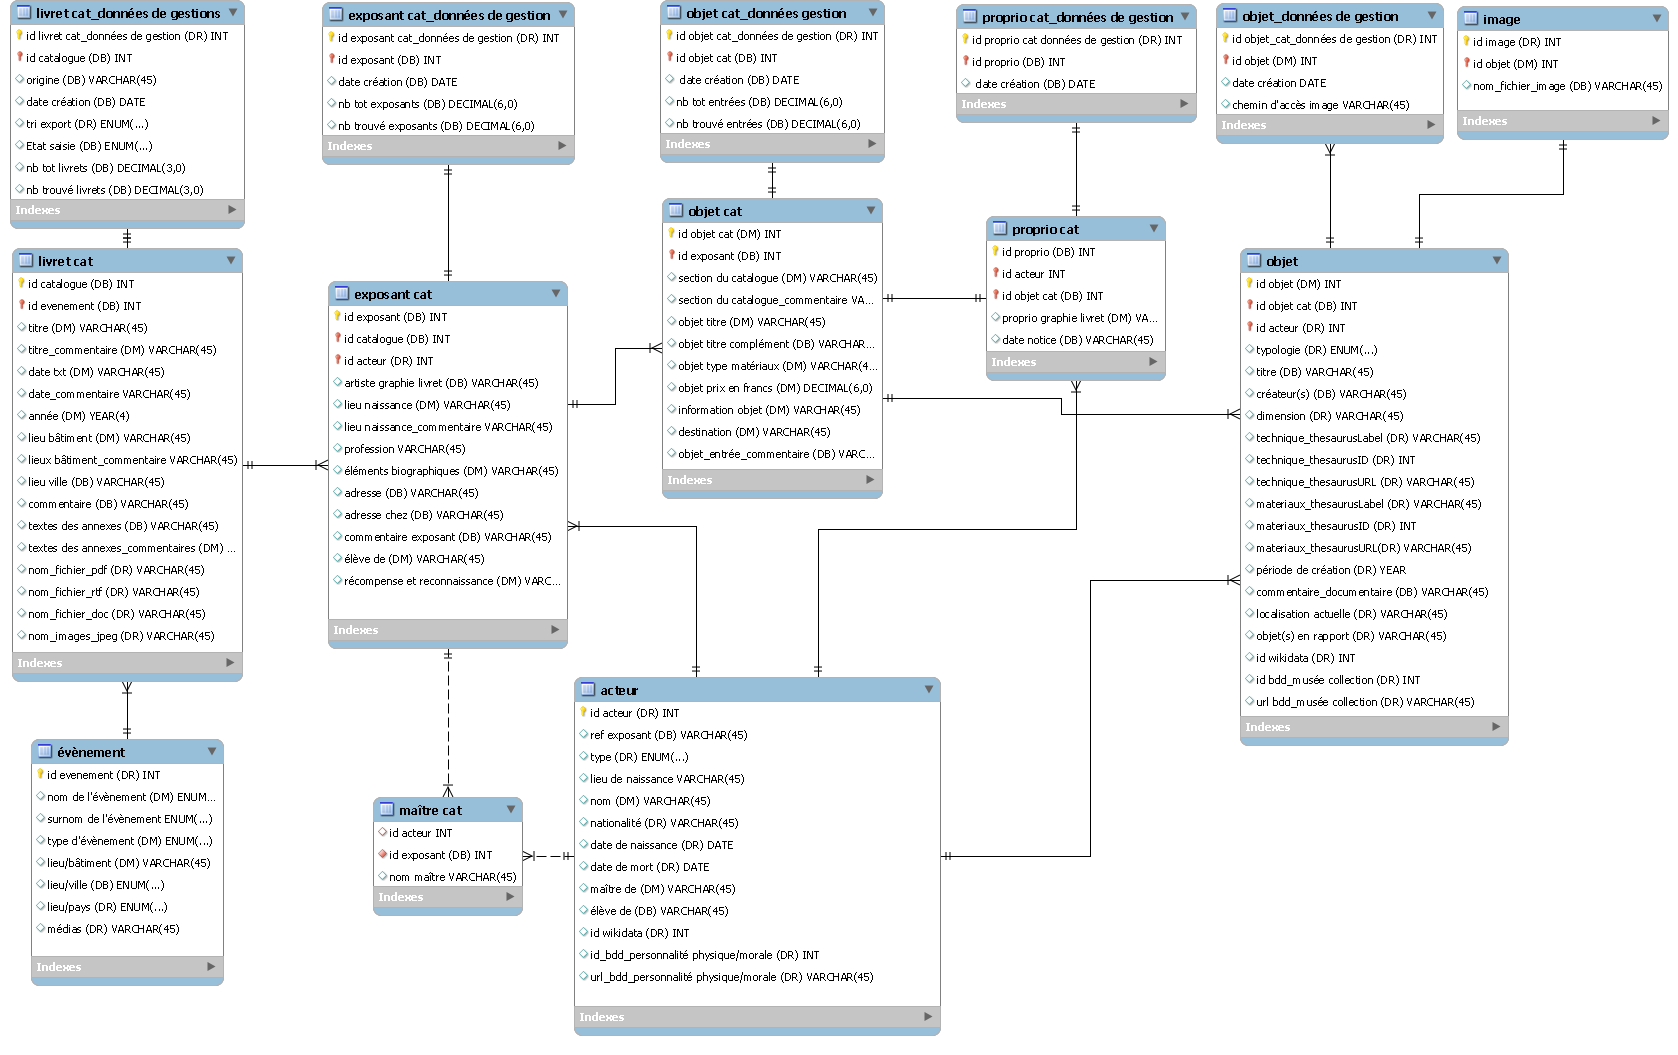 livret cat_données de gestions
id livret cat_données de gestion (DR) INT
id catalogue (DB) INT
origine (DB) VARCHAR(45)
date création (DB) DATE
tri export (DR) ENUM(...)
Etat saisie (DB) ENUM(...)
nb tot livrets (DB) DECIMAL(3,0)
nb trouvé livrets (DB) DECIMAL(3,0)
Indexes
exposant cat_données de gestion
id exposant cat_données de gestion (DR) INT
id exposant (DB) INT
date création (DB) DATE
nb tot exposants (DB) DECIMAL(6,0)
nb trouvé exposants (DB) DECIMAL(6,0)
Indexes
objet cat_données gestion
id objet cat_données de gestion (DR) INT
id objet cat (DB) INT
date création (DB) DATE
nb tot entrées (DB) DECIMAL(6,0)
nb trouvé entrées (DB) DECIMAL(6,0)
Indexes
proprio cat_données de gestion
id proprio cat données de gestion (DR) INT
id proprio (DB) INT
date création (DB) DATE
Indexes
objet_données de gestion
id objet_cat_données de gestion (DR) INT
id objet (DM) INT
date création DATE
chemin d'accès image VARCHAR(45)
Indexes
image
id image (DR) INT
id objet (DM) INT
nom_fichier_image (DB) VARCHAR(45)
Indexes
livret cat
id catalogue (DB) INT
id evenement (DB) INT
titre (DM) VARCHAR(45)
titre_commentaire (DM) VARCHAR(45)
date txt (DM) VARCHAR(45)
date_commentaire VARCHAR(45)
année (DM) YEAR(4)
lieu bâtiment (DM) VARCHAR(45)
lieux bâtiment_commentaire VARCHAR(45)
lieu ville (DB) VARCHAR(45)
commentaire (DB) VARCHAR(45)
textes des annexes (DB) VARCHAR(45)
textes des annexes_commentaires (DM) ...
nom_fichier_pdf (DR) VARCHAR(45)
nom_fichier_rtf (DR) VARCHAR(45)
nom_fichier_doc (DR) VARCHAR(45)
nom_images_jpeg (DR) VARCHAR(45)
Indexes
exposant cat
id exposant (DB) INT
id catalogue (DB) INT
id acteur (DR) INT
artiste graphie livret (DB) VARCHAR(45)
lieu naissance (DM) VARCHAR(45)
lieu naissance_commentaire VARCHAR(45)
profession VARCHAR(45)
éléments biographiques (DM) VARCHAR(45)
adresse (DB) VARCHAR(45)
adresse chez (DB) VARCHAR(45)
commentaire exposant (DB) VARCHAR(45)
élève de (DM) VARCHAR(45)
récompense et reconnaissance (DM) VARC...
Indexes
objet cat
id objet cat (DM) INT
id exposant (DB) INT
section du catalogue (DM) VARCHAR(45)
section du catalogue_commentaire VA...
objet titre (DM) VARCHAR(45)
objet titre complément (DB) VARCHAR...
objet type matériaux (DM) VARCHAR(4...
objet prix en francs (DM) DECIMAL(6,0)
information objet (DM) VARCHAR(45)
destination (DM) VARCHAR(45)
objet_entrée_commentaire (DB) VARC...
Indexes
proprio cat
id proprio (DB) INT
id acteur INT
id objet cat (DB) INT
proprio graphie livret (DM) VA...
date notice (DB) VARCHAR(45)
Indexes
objet
id objet (DM) INT
id objet cat (DB) INT
id acteur (DR) INT
typologie (DR) ENUM(...)
titre (DB) VARCHAR(45)
créateur(s) (DB) VARCHAR(45)
dimension (DR) VARCHAR(45)
technique_thesaurusLabel (DR) VARCHAR(45)
technique_thesaurusID (DR) INT
technique_thesaurusURL (DR) VARCHAR(45)
materiaux_thesaurusLabel (DR) VARCHAR(45)
materiaux_thesaurusID (DR) INT
materiaux_thesaurusURL(DR) VARCHAR(45)
période de création (DR) YEAR
commentaire_documentaire (DB) VARCHAR(45)
localisation actuelle (DR) VARCHAR(45)
objet(s) en rapport (DR) VARCHAR(45)
id wikidata (DR) INT
id bdd_musée collection (DR) INT
url bdd_musée collection (DR) VARCHAR(45)
Indexes
évènement
id evenement (DR) INT
nom de l'évènement (DM) ENUM...
surnom de l'évènement ENUM(...)
type d'évènement (DM) ENUM(...)
lieu/bâtiment (DM) VARCHAR(45)
lieu/ville (DB) ENUM(...)
lieu/pays (DR) ENUM(...)
médias (DR) VARCHAR(45)
Indexes
maître cat
id acteur INT
id exposant (DB) INT
nom maître VARCHAR(45)
Indexes
acteur
id acteur (DR) INT
ref exposant (DB) VARCHAR(45)
type (DR) ENUM(...)
lieu de naissance VARCHAR(45)
nom (DM) VARCHAR(45)
nationalité (DR) VARCHAR(45)
date de naissance (DR) DATE
date de mort (DR) DATE
maître de (DM) VARCHAR(45)
élève de (DB) VARCHAR(45)
id wikidata (DR) INT
id_bdd_personalité physique/morale (DR) INT
url_bdd_personnalité physique/morale (DR) VARCHAR(45)
Indexes